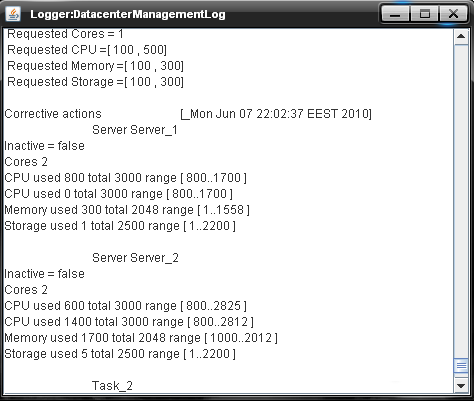 Logger:DatacenterManagementLog
Requested Cores = 1
Requested CPU =[ 100 , 500]
Requested Memory =[ 100 , 300]
Requested Storage =[ 100 , 300]
Corrective actions [_Mon Jun 07 22:02:37 EEST 2010]
Server Server_1
Inactive = false
Cores 2
CPU used 800 total 3000 range [ 800..1700 ]
CPU used 0 total 3000 range [ 800..1700 ]
Memory used 300 total 2048 range [ 1..1558 ]
Storage used 1 total 2500 range [ 1..2200 ]
Server Server_2
Inactive = false
Cores 2
CPU used 600 total 3000 range [ 800..2825 ]
CPU used 1400 total 3000 range [ 800..2812 ]
Memory used 1700 total 2048 range [ 1000..2012 ]
Storage used 5 total 2500 range [ 1..2200 ]
Task_2